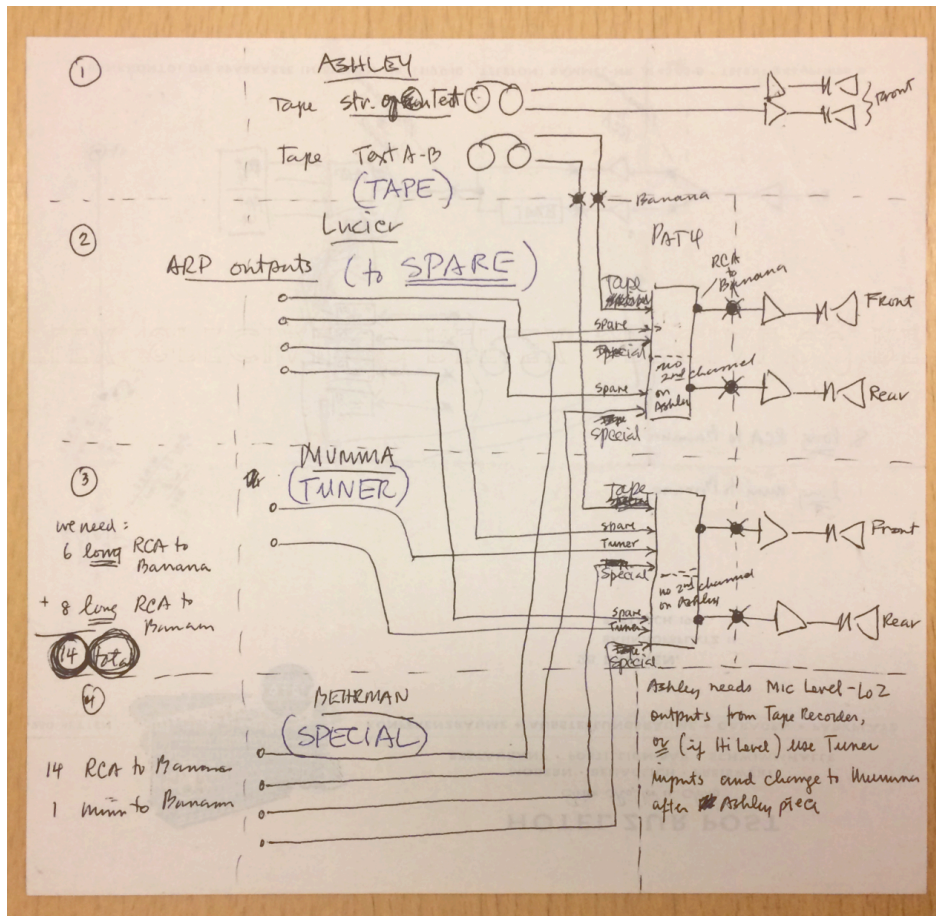 ①
ASHLEY
Tape
Tape Text A-B
(TAPE)
Front
Banana
②
Lucier
ARP outputs (to SPARE)
PAT4
RCA
to
Banana
Tape
spare
special
no
2nd channel
on
Ashley
spare
special
Front
Rear
③
MUMMA
(TUNER)
we need:
6 long RCA to
Banana
+ 8 long RCA to
Banana
14 total
Tape
spare
Tuner
Special
no 2nd channel
on Ashley
spare
Tuner
Special
Front
Rear
④
BEHRMAN
(SPECIAL)
14 RCA to Banana
1 mini to Banana
Ashley needs Mic Level-Lo Z
outputs from Tape Recorder,
or (if Hi Level) use Tuner
inputs and change to Mumma
after Ashley piece
HOTEL ZUR POST